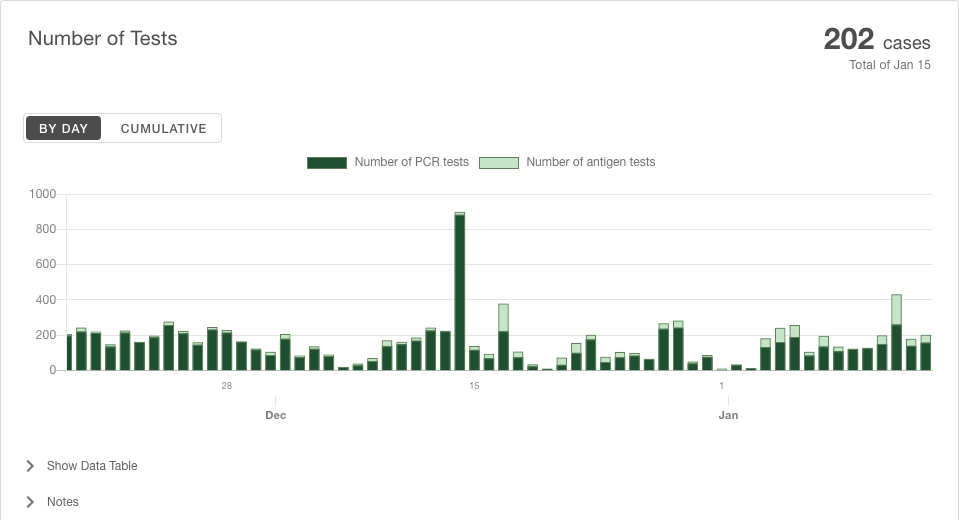 Number of Tests
202 cases
Total of Jan 15
BY DAY CUMULATIVE
Number of PCR tests Number of antigen tests
1000
800
600
400
200
0
28 15 1
Dec Jan
Show Data Table
Notes